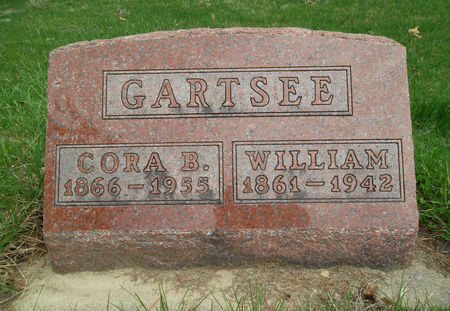 GARTSEE
CORA B. WILLIAM
1866 – 1955 1861 – 1942